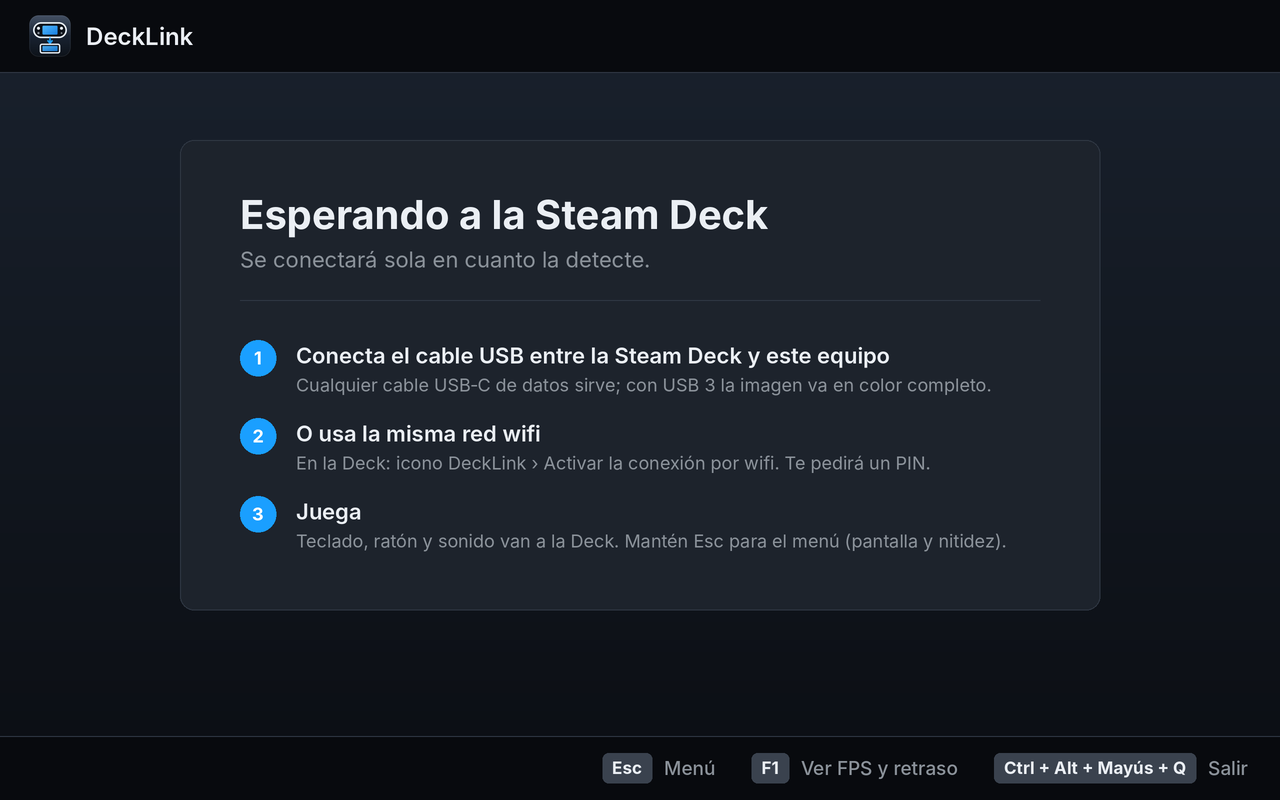 DeckLink
Esperando a la Steam Deck
Se conectará sola en cuanto la detecte.
1 Conecta el cable USB entre la Steam Deck y este equipo
Cualquier cable USB-C de datos sirve; con USB 3 la imagen va en color completo.
2 O usa la misma red wifi
En la Deck: icono DeckLink › Activar la conexión por wifi. Te pedirá un PIN.
3 Juega
Teclado, ratón y sonido van a la Deck. Mantén Esc para el menú (pantalla y nitidez).
Esc Menú F1 Ver FPS y retraso Ctrl + Alt + Mayús + Q Salir